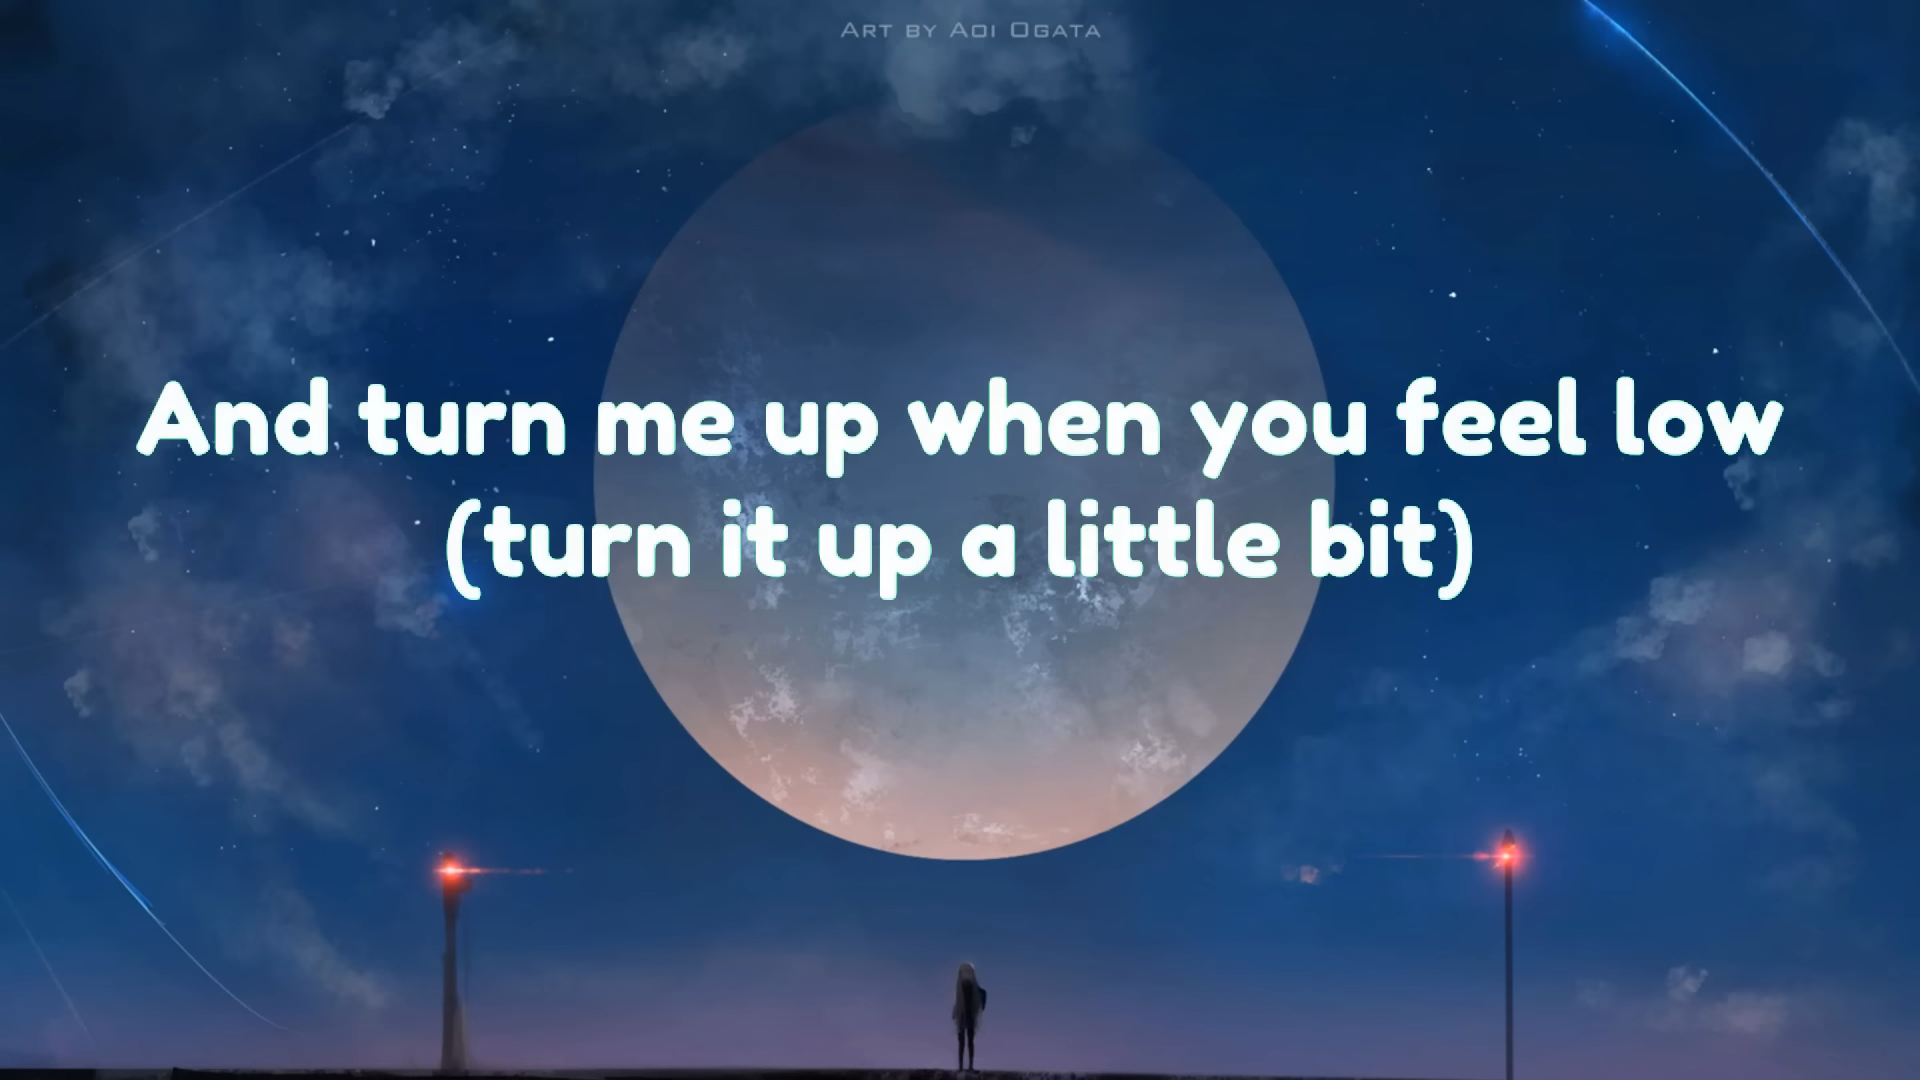 Art by Aoi Ogata
And turn me up when you feel low
(turn it up a little bit)